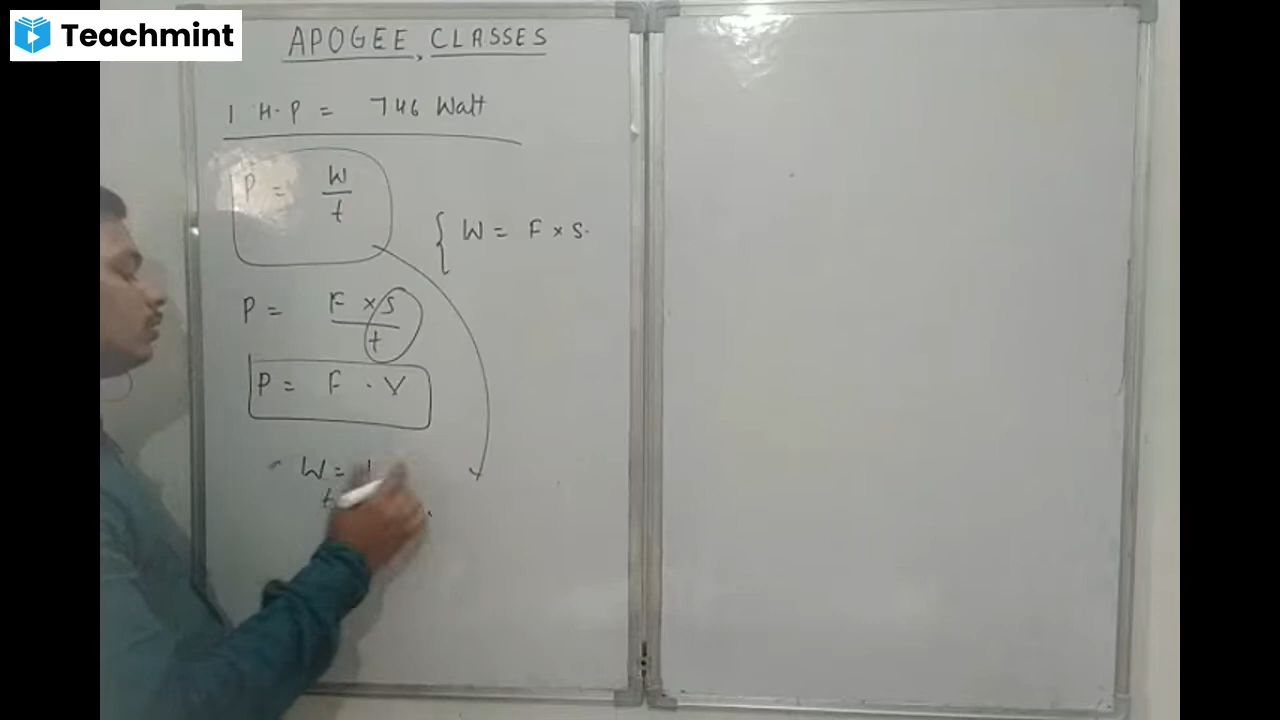 Teachmint
APOGEE, CLASSES
1 H.P = 746 Watt
P = W/t
{ W = F × S.
P = F × S/t
P = F · V
W =
t